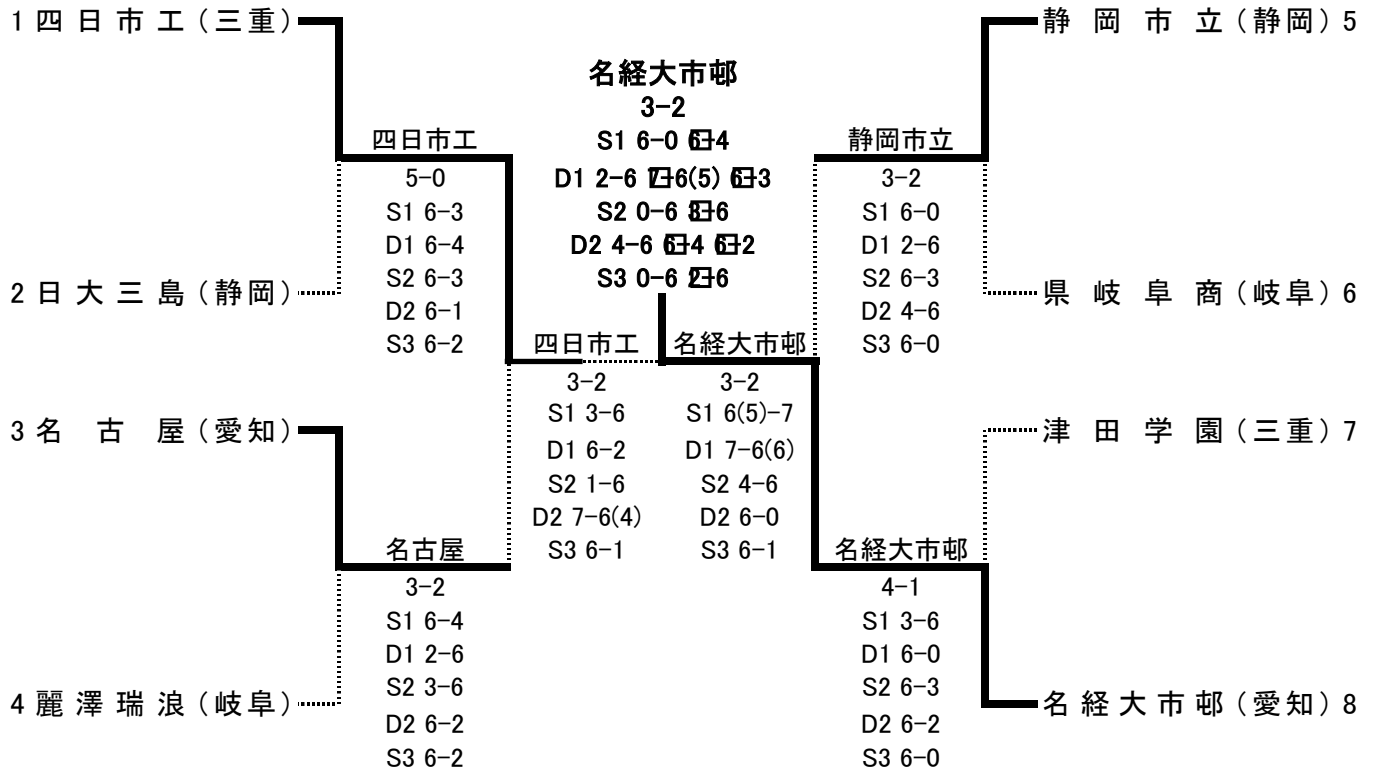 1 四日市工(三重)
静岡市立(静岡) 5
名経大市邨
3-2
S1 6-0 6-4
D1 2-6 7-6(5) 6-3
S2 0-6 3-6
D2 4-6 6-4 6-2
S3 0-6 2-6
四日市工
5-0
S1 6-3
D1 6-4
S2 6-3
D2 6-1
S3 6-2
静岡市立
3-2
S1 6-0
D1 2-6
S2 6-3
D2 4-6
S3 6-0
2 日大三島(静岡)
県岐阜商(岐阜) 6
四日市工
3-2
S1 3-6
D1 6-2
S2 1-6
D2 7-6(4)
S3 6-1
名経大市邨
3-2
S1 6(5)-7
D1 7-6(6)
S2 4-6
D2 6-0
S3 6-1
3 名古屋(愛知)
津田学園(三重) 7
名古屋
3-2
S1 6-4
D1 2-6
S2 3-6
D2 6-2
S3 6-2
名経大市邨
4-1
S1 3-6
D1 6-0
S2 6-3
D2 6-2
S3 6-0
4 麗澤瑞浪(岐阜)
名経大市邨(愛知) 8